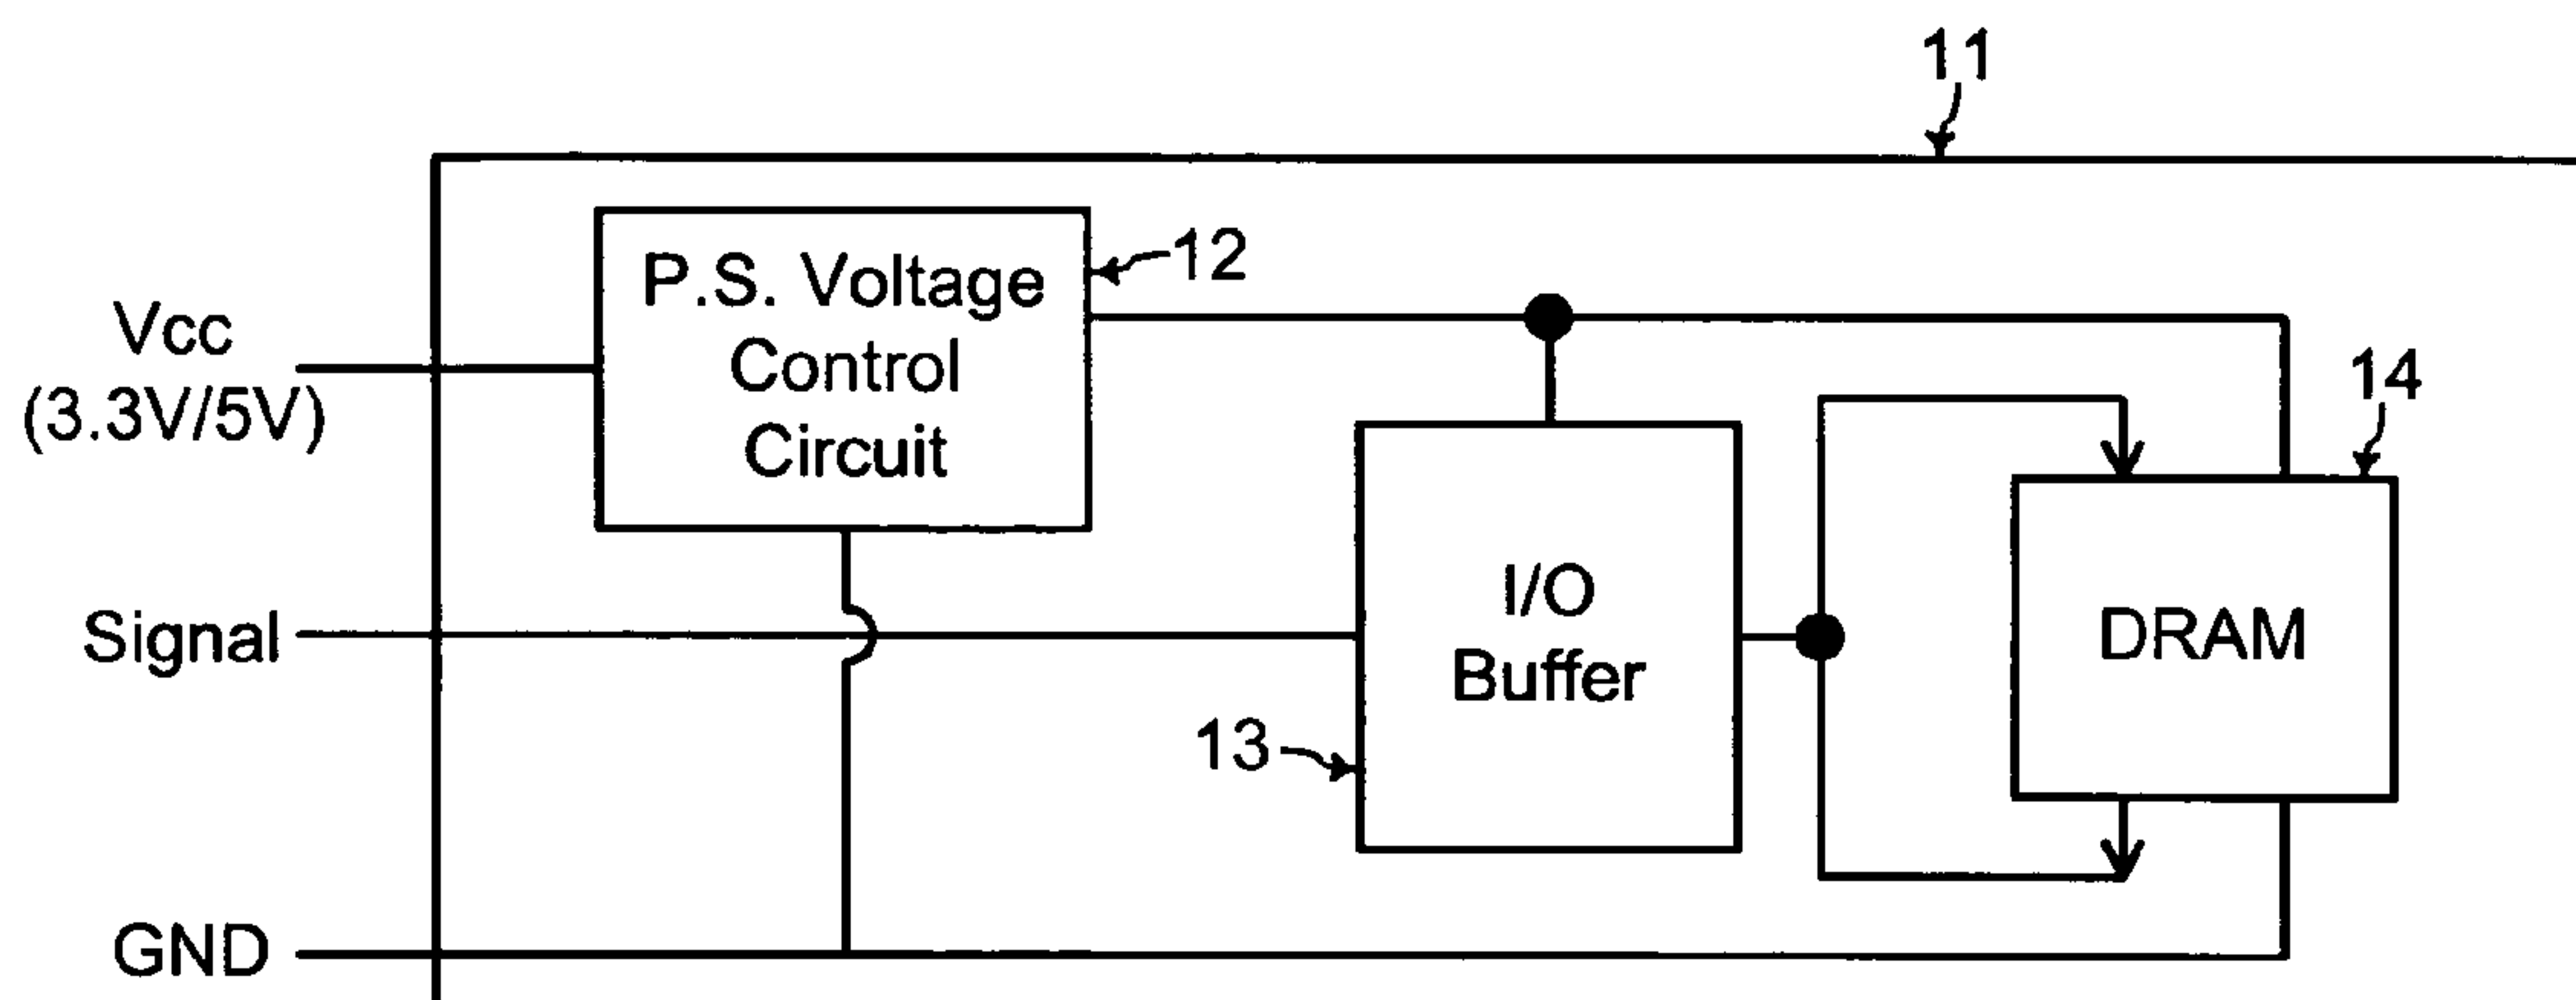 11
P.S. Voltage
Control
Circuit
12
Vcc
(3.3V/5V)
14
I/O
Buffer
DRAM
Signal
13
GND